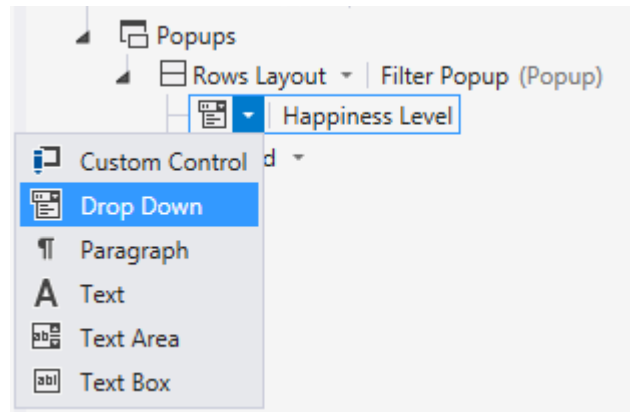 Popups
Rows Layout | Filter Popup (Popup)
Happiness Level
Custom Control
d
Drop Down
Paragraph
Text
Text Area
Text Box